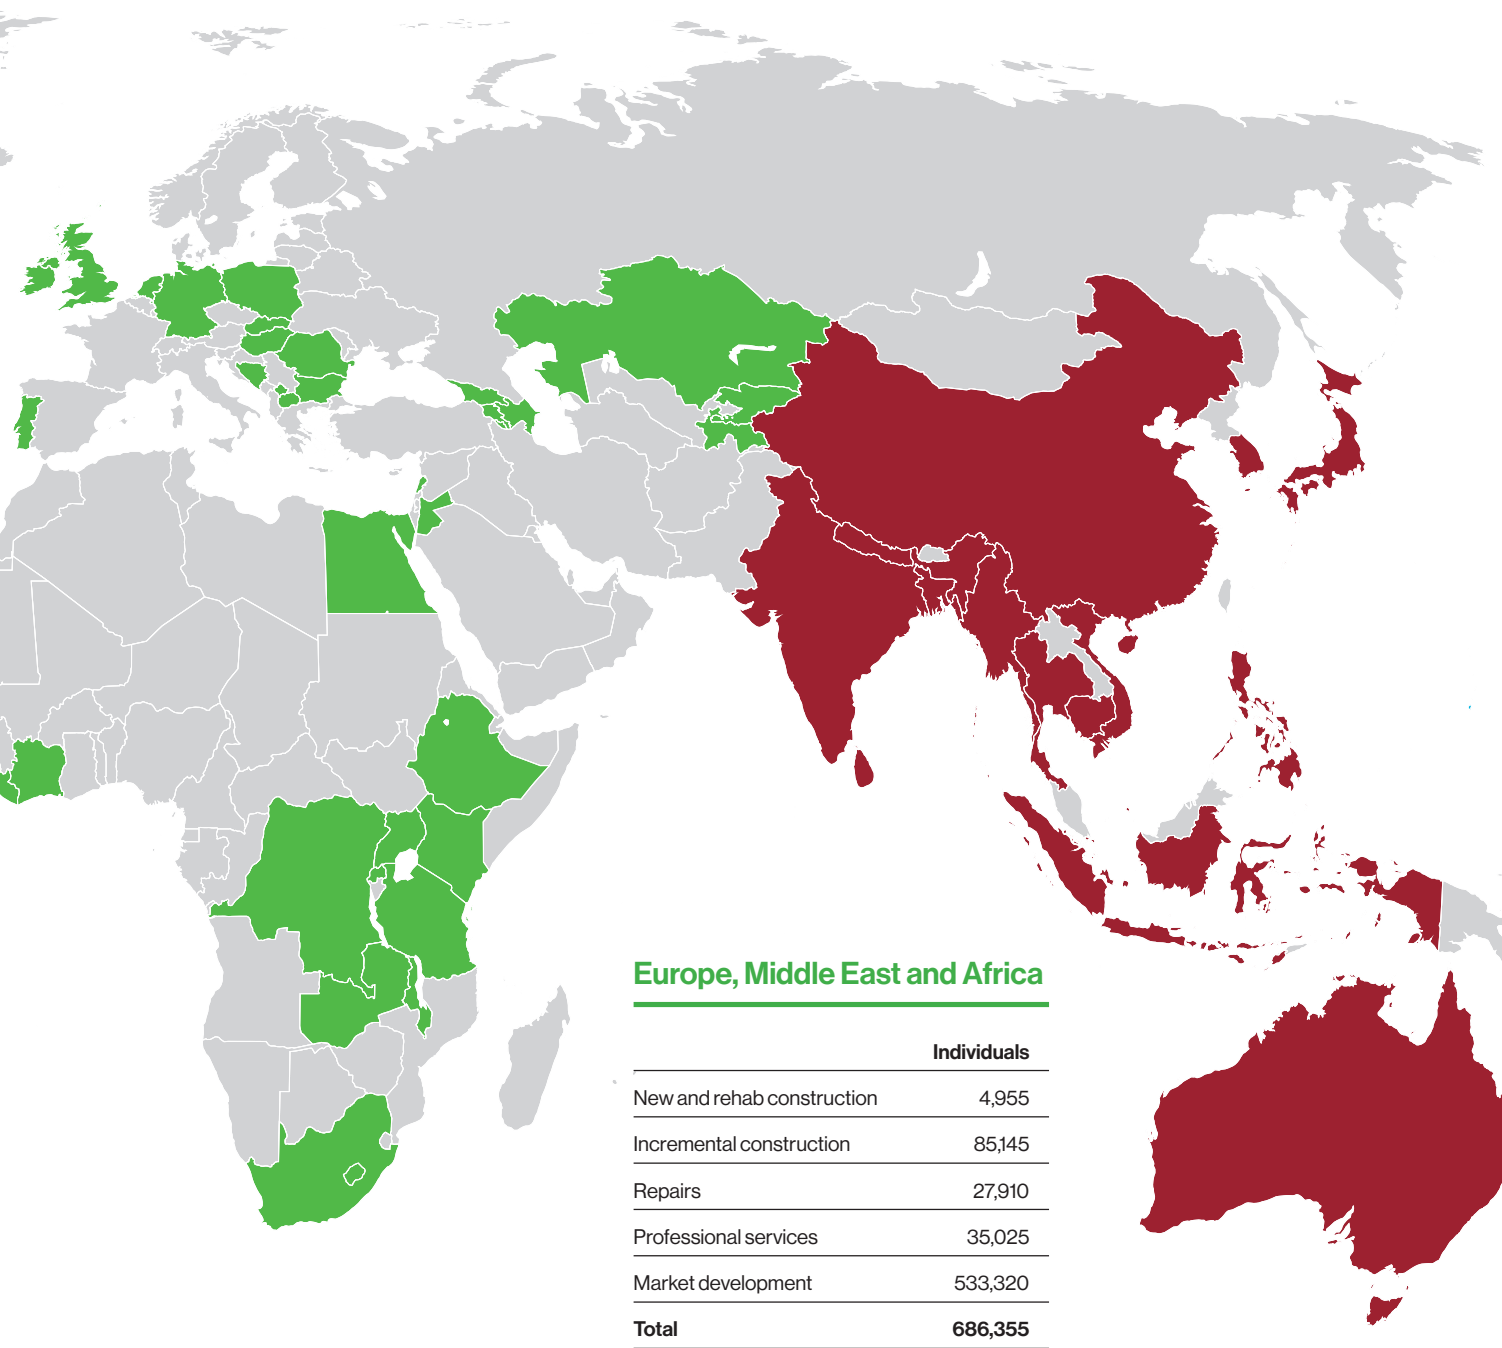 Europe, Middle East and Africa
Individuals
New and rehab construction 4,955
Incremental construction 85,145
Repairs 27,910
Professional services 35,025
Market development 533,320
Total 686,355